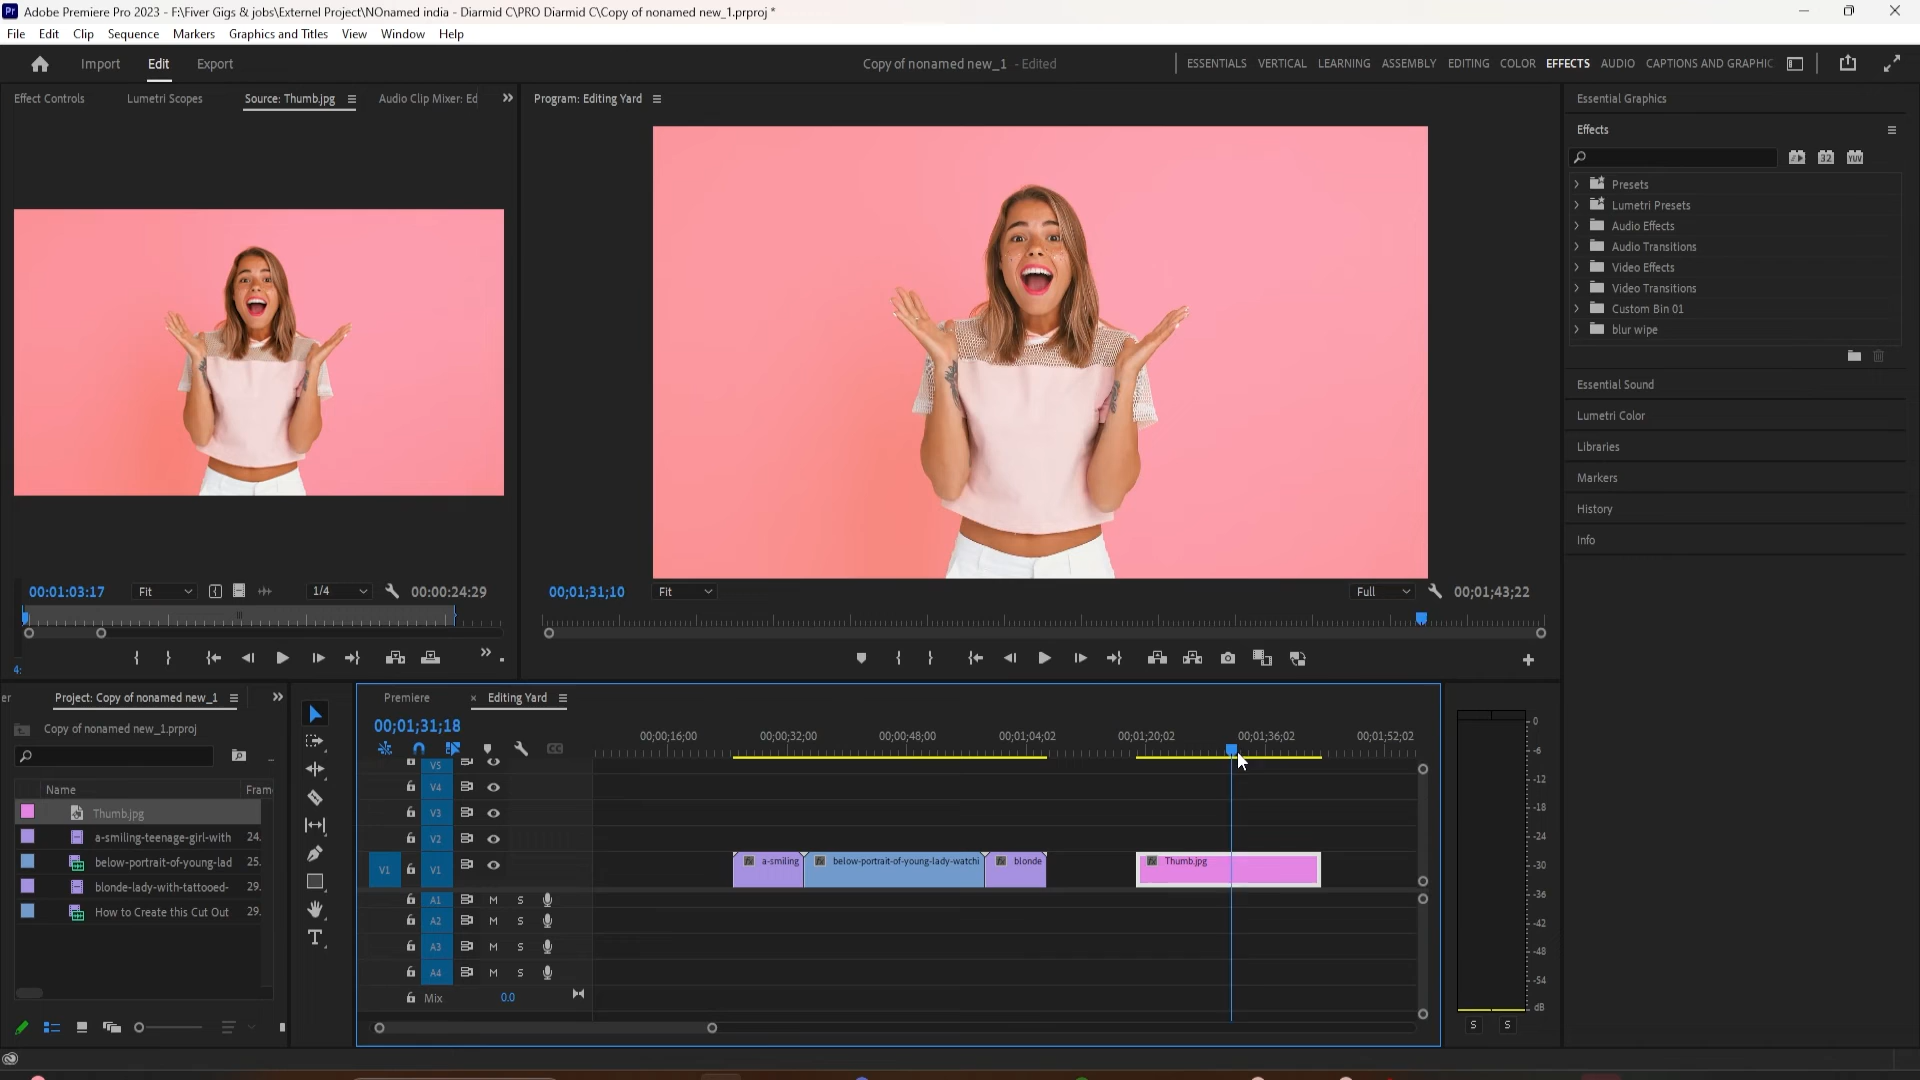 Adobe Premiere Pro 2023 - F:\Fiver Gigs & jobs\Externel Project\NOnamed india - Diarmid C\PRO Diarmid C\Copy of nonamed new_1.prproj *
File Edit Clip Sequence Markers Graphics and Titles View Window Help
Import Edit Export
Copy of nonamed new_1 - Edited
ESSENTIALS VERTICAL LEARNING ASSEMBLY EDITING COLOR EFFECTS AUDIO CAPTIONS AND GRAPHIC
Effect Controls Lumetri Scopes Source: Thumb.jpg Audio Clip Mixer: Ed
Program: Editing Yard
Essential Graphics
Effects
Presets
Lumetri Presets
Audio Effects
Audio Transitions
Video Effects
Video Transitions
Custom Bin 01
blur wipe
Essential Sound
Lumetri Color
Libraries
Markers
History
Info
00:01:03:17 Fit 1/4 00:00:24:29
00;01;31;10 Fit Full 00;01;43;22
4:
er Project: Copy of nonamed new_1
Copy of nonamed new_1.prproj
Name Fram
Thumb.jpg
a-smiling-teenage-girl-with 24.
below-portrait-of-young-lad 25.
blonde-lady-with-tattooed- 29.
How to Create this Cut Out 29.
Premiere × Editing Yard
00;01;31;18
00;00;16;00 00;00;32;00 00;00;48;00 00;01;04;02 00;01;20;02 00;01;36;02 00;01;52;02
V5
V4
V3
V2
V1 V1
a-smiling below-portrait-of-young-lady-watchi blonde Thumb.jpg
A1 M S
A2 M S
A3 M S
A4 M S
Mix 0.0
0
-6
-12
-18
-24
-30
-36
-42
-48
-54
dB
S S